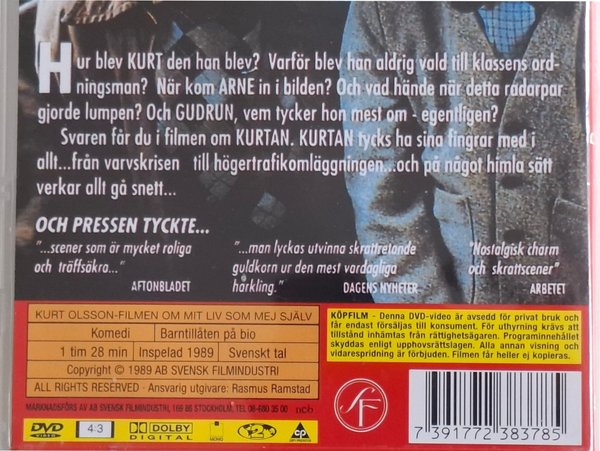 Hur blev KURT den han blev? Varför blev han aldrig vald till klassens ord-
ningsman? När kom ARNE in i bilden? Och vad hände när detta radarpar
gjorde lumpen? Och GUDRUN, vem tycker hon mest om - egentligen?
Svaren får du i filmen om KURTAN. KURTAN tycks ha sina fingrar med i
allt...från varvskrisen till högertrafikomläggningen...och på något himla sätt
verkar allt gå snett...
OCH PRESSEN TYCKTE...
"...scener som är mycket roliga
och träffsäkra..."
AFTONBLADET
"...man lyckas utvinna skrattretande
guldkorn ur den mest vardagliga
harkling."
DAGENS NYHETER
"Nostalgisk charm
och skrattscener"
ARBETET
KURT OLSSON-FILMEN OM MIT LIV SOM MEJ SJÄLV
Komedi Barntillåten på bio
1 tim 28 min Inspelad 1989 Svenskt tal
Copyright © 1989 AB SVENSK FILMINDUSTRI
ALL RIGHTS RESERVED - Ansvarig utgivare: Rasmus Ramstad
MARKNADSFÖRS AV AB SVENSK FILMINDUSTRI, 169 86 STOCKHOLM. TEL 08-680 35 00 ncb
KÖPFILM - Denna DVD-video är avsedd för privat bruk och
får endast försäljas till konsument. För uthyrning krävs att
tillstånd inhämtas från rättighetsägaren. Programinnehållet
skyddas enligt upphovsrättslagen. Alla annan visning och
vidarespridning är förbjuden. Filmen får heller ej kopieras.
DVD VIDEO
4:3
DOLBY DIGITAL
MONO
2
SF
7 391772 383785